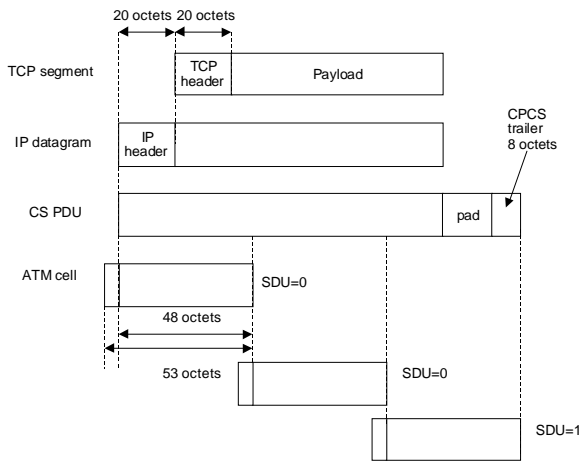 20 octets 20 octets
TCP segment
TCP
header
Payload
IP datagram
IP
header
CPCS
trailer
8 octets
CS PDU
pad
ATM cell
SDU=0
48 octets
53 octets
SDU=0
SDU=1